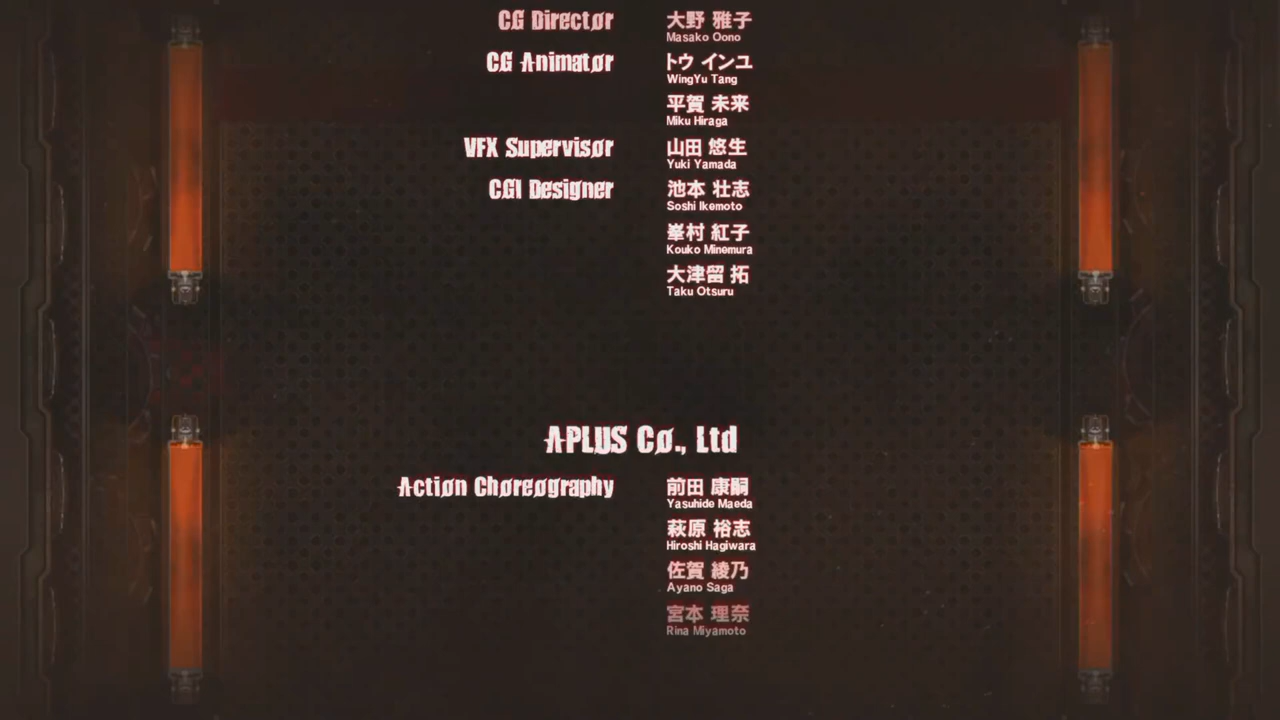 CG Director 大野 雅子
Masako Oono
CG Animator トウ インユ
WingYu Tang
平賀 未来
Miku Hiraga
VFX Supervisor 山田 悠生
Yuki Yamada
CGI Designer 池本 壮志
Soshi Ikemoto
峯村 紅子
Kouko Minemura
大津留 拓
Taku Otsuru
APLUS Co., Ltd
Action Choreography 前田 康嗣
Yasuhide Maeda
萩原 裕志
Hiroshi Hagiwara
佐賀 綾乃
Ayano Saga
宮本 理奈
Rina Miyamoto